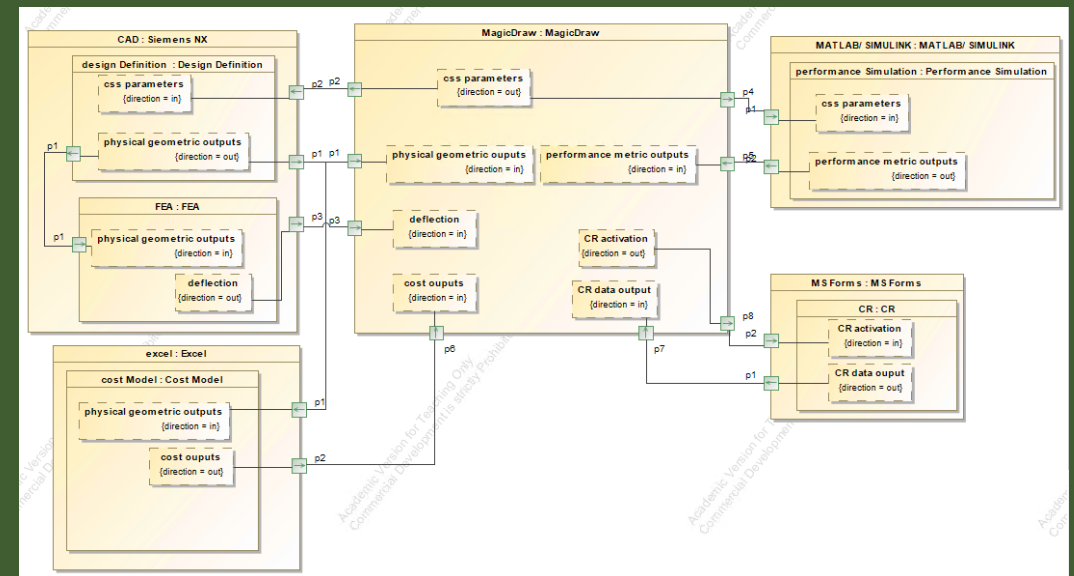 CAD : Siemens NX
design Definition : Design Definition
css parameters
{direction = in}
physical geometric outputs
{direction = out}
p1
FEA : FEA
p1
physical geometric outputs
{direction = in}
deflection
{direction = out}
p2
p1
p3
MagicDraw : MagicDraw
p2
css parameters
{direction = out}
p1
physical geometric ouputs
{direction = in}
performance metric outputs
{direction = in}
p3
deflection
{direction = in}
cost ouputs
{direction = in}
CR activation
{direction = out}
CR data output
{direction = in}
p4
p5
p8
p6
p7
MATLAB/ SIMULINK : MATLAB/ SIMULINK
performance Simulation : Performance Simulation
p1
css parameters
{direction = in}
p2
performance metric outputs
{direction = out}
MS Forms : MS Forms
CR : CR
p2
CR activation
{direction = in}
p1
CR data ouput
{direction = out}
excel : Excel
cost Model : Cost Model
physical geometric outputs
{direction = in}
cost ouputs
{direction = out}
p1
p2
Academic Version for Teaching Only
Commercial Development is strictly Prohibited
Academic Version for T
Commercial Development